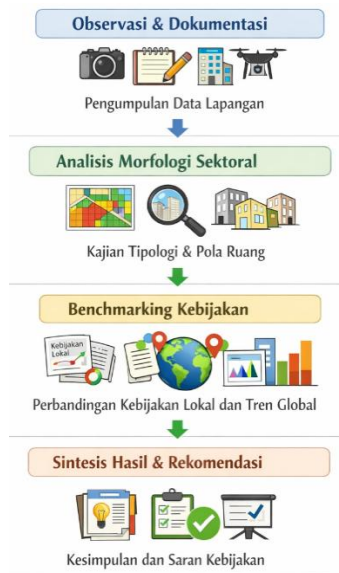 Observasi & Dokumentasi
Pengumpulan Data Lapangan
Analisis Morfologi Sektoral
Kajian Tipologi & Pola Ruang
Benchmarking Kebijakan
Kebijakan
Lokal
Perbandingan Kebijakan Lokal dan Tren Global
Sintesis Hasil & Rekomendasi
Kesimpulan dan Saran Kebijakan